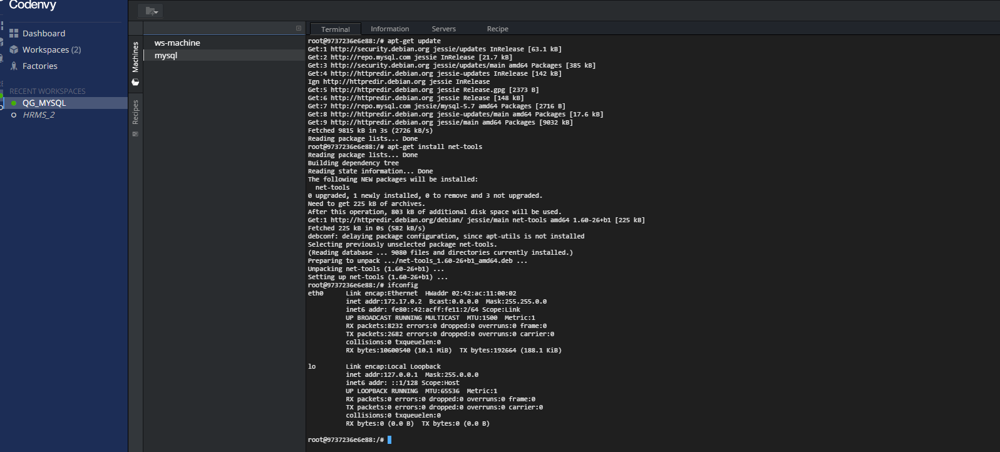 Codenvy
Dashboard
Workspaces (2)
Factories
RECENT WORKSPACES
QG_MYSQL
HRMS_2
Machines
Recipes
ws-machine
mysql
Terminal
Information
Servers
Recipe
root@9737236e6e88:/# apt-get update
Get:1 http://security.debian.org jessie/updates InRelease [63.1 kB]
Get:2 http://repo.mysql.com jessie InRelease [21.7 kB]
Get:3 http://security.debian.org jessie/updates/main amd64 Packages [385 kB]
Get:4 http://httpredir.debian.org jessie-updates InRelease [142 kB]
Ign http://httpredir.debian.org jessie InRelease
Get:5 http://httpredir.debian.org jessie Release.gpg [2373 B]
Get:6 http://httpredir.debian.org jessie Release [148 kB]
Get:7 http://repo.mysql.com jessie/mysql-5.7 amd64 Packages [2716 B]
Get:8 http://httpredir.debian.org jessie-updates/main amd64 Packages [17.6 kB]
Get:9 http://httpredir.debian.org jessie/main amd64 Packages [9032 kB]
Fetched 9815 kB in 3s (2726 kB/s)
Reading package lists... Done
root@9737236e6e88:/# apt-get install net-tools
Reading package lists... Done
Building dependency tree
Reading state information... Done
The following NEW packages will be installed:
  net-tools
0 upgraded, 1 newly installed, 0 to remove and 3 not upgraded.
Need to get 225 kB of archives.
After this operation, 803 kB of additional disk space will be used.
Get:1 http://httpredir.debian.org/debian/ jessie/main net-tools amd64 1.60-26+b1 [225 kB]
Fetched 225 kB in 0s (582 kB/s)
debconf: delaying package configuration, since apt-utils is not installed
Selecting previously unselected package net-tools.
(Reading database ... 9080 files and directories currently installed.)
Preparing to unpack .../net-tools_1.60-26+b1_amd64.deb ...
Unpacking net-tools (1.60-26+b1) ...
Setting up net-tools (1.60-26+b1) ...
root@9737236e6e88:/# ifconfig
eth0      Link encap:Ethernet  HWaddr 02:42:ac:11:00:02
          inet addr:172.17.0.2  Bcast:0.0.0.0  Mask:255.255.0.0
          inet6 addr: fe80::42:acff:fe11:2/64 Scope:Link
          UP BROADCAST RUNNING MULTICAST  MTU:1500  Metric:1
          RX packets:8232 errors:0 dropped:0 overruns:0 frame:0
          TX packets:2682 errors:0 dropped:0 overruns:0 carrier:0
          collisions:0 txqueuelen:0
          RX bytes:10600540 (10.1 MiB)  TX bytes:192664 (188.1 KiB)
lo        Link encap:Local Loopback
          inet addr:127.0.0.1  Mask:255.0.0.0
          inet6 addr: ::1/128 Scope:Host
          UP LOOPBACK RUNNING  MTU:65536  Metric:1
          RX packets:0 errors:0 dropped:0 overruns:0 frame:0
          TX packets:0 errors:0 dropped:0 overruns:0 carrier:0
          collisions:0 txqueuelen:0
          RX bytes:0 (0.0 B)  TX bytes:0 (0.0 B)
root@9737236e6e88:/#